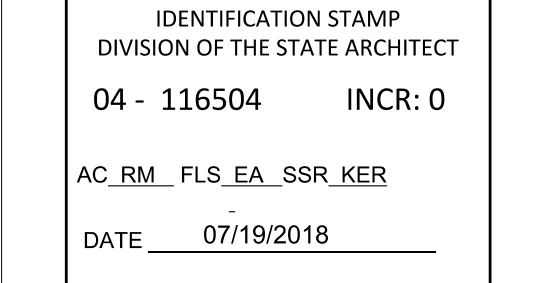 IDENTIFICATION STAMP
DIVISION OF THE STATE ARCHITECT
04 - 116504 INCR: 0
AC RM FLS EA SSR KER
DATE 07/19/2018